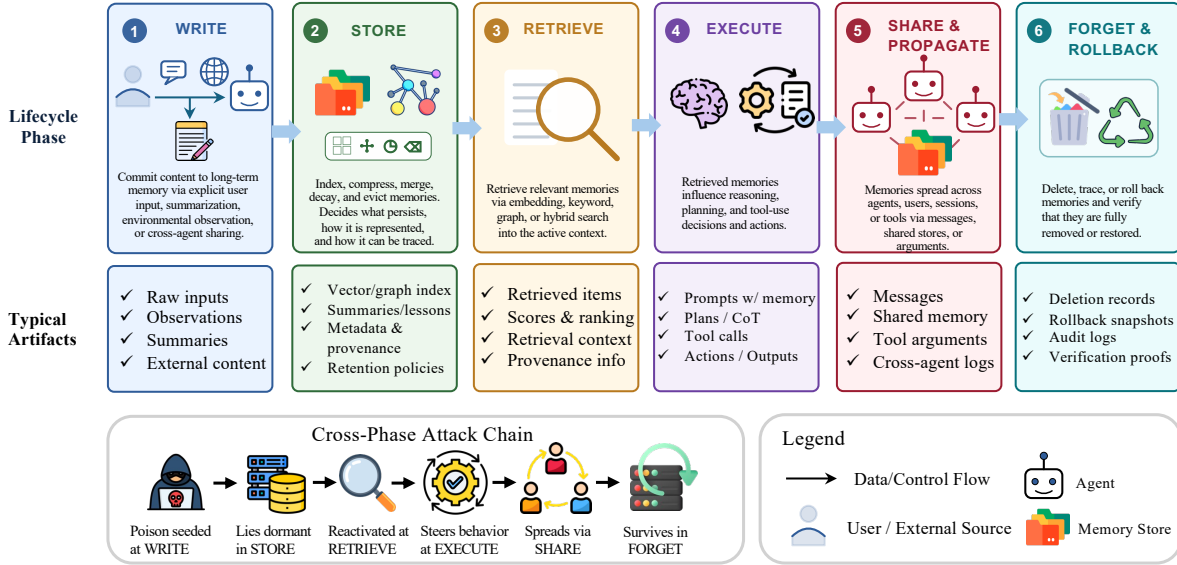 1 WRITE
2 STORE
3 RETRIEVE
4 EXECUTE
5 SHARE &
PROPAGATE
6 FORGET &
ROLLBACK
Lifecycle
Phase
Commit content to long-term
memory via explicit user
input, summarization,
environmental observation,
or cross-agent sharing.
Index, compress, merge,
decay, and evict memories.
Decides what persists,
how it is represented,
and how it can be traced.
Retrieve relevant memories
via embedding, keyword,
graph, or hybrid search
into the active context.
Retrieved memories
influence reasoning,
planning, and tool-use
decisions and actions.
Memories spread across
agents, users, sessions,
or tools via messages,
shared stores, or
arguments.
Delete, trace, or roll back
memories and verify
that they are fully
removed or restored.
Typical
Artifacts
✓ Raw inputs
✓ Observations
✓ Summaries
✓ External content
✓ Vector/graph index
✓ Summaries/lessons
✓ Metadata &
provenance
✓ Retention policies
✓ Retrieved items
✓ Scores & ranking
✓ Retrieval context
✓ Provenance info
✓ Prompts w/ memory
✓ Plans / CoT
✓ Tool calls
✓ Actions / Outputs
✓ Messages
✓ Shared memory
✓ Tool arguments
✓ Cross-agent logs
✓ Deletion records
✓ Rollback snapshots
✓ Audit logs
✓ Verification proofs
Cross-Phase Attack Chain
Poison seeded
at WRITE
Lies dormant
in STORE
Reactivated at
RETRIEVE
Steers behavior
at EXECUTE
Spreads via
SHARE
Survives in
FORGET
Legend
Data/Control Flow
Agent
User / External Source
Memory Store